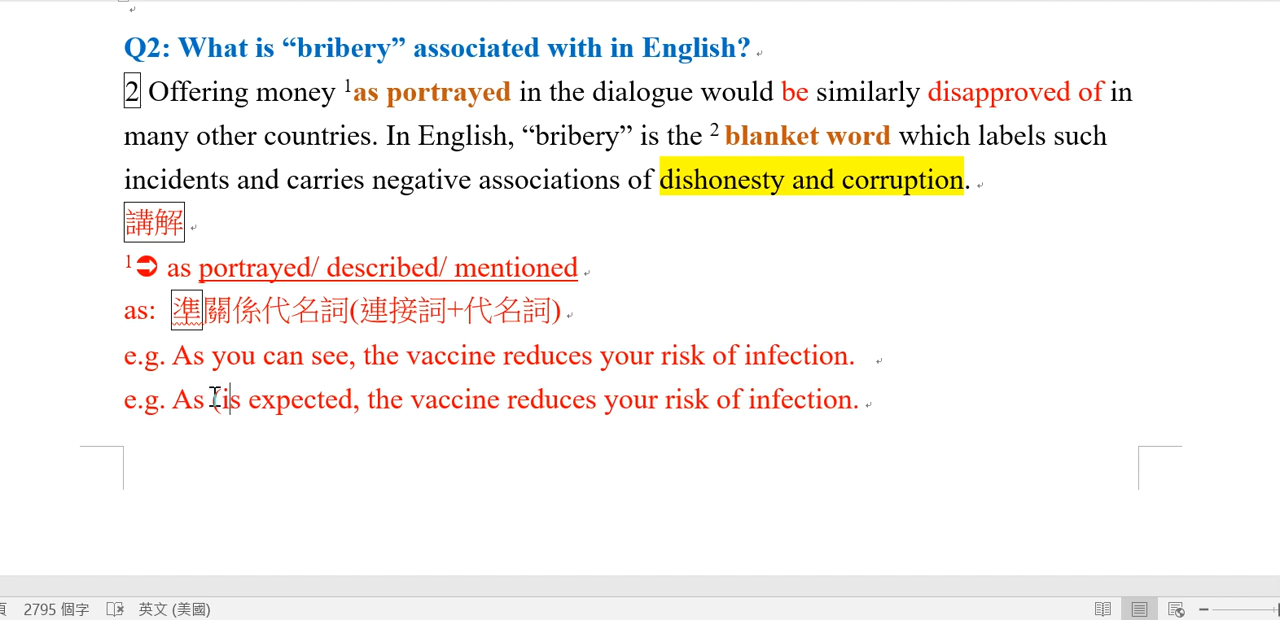 Q2: What is “bribery” associated with in English?
2 Offering money ¹as portrayed in the dialogue would be similarly disapproved of in
many other countries. In English, “bribery” is the ² blanket word which labels such
incidents and carries negative associations of dishonesty and corruption.
講解
¹➲ as portrayed/ described/ mentioned
as: 準關係代名詞(連接詞+代名詞)
e.g. As you can see, the vaccine reduces your risk of infection.
e.g. As (is expected, the vaccine reduces your risk of infection.
頁 2795 個字 英文 (美國)